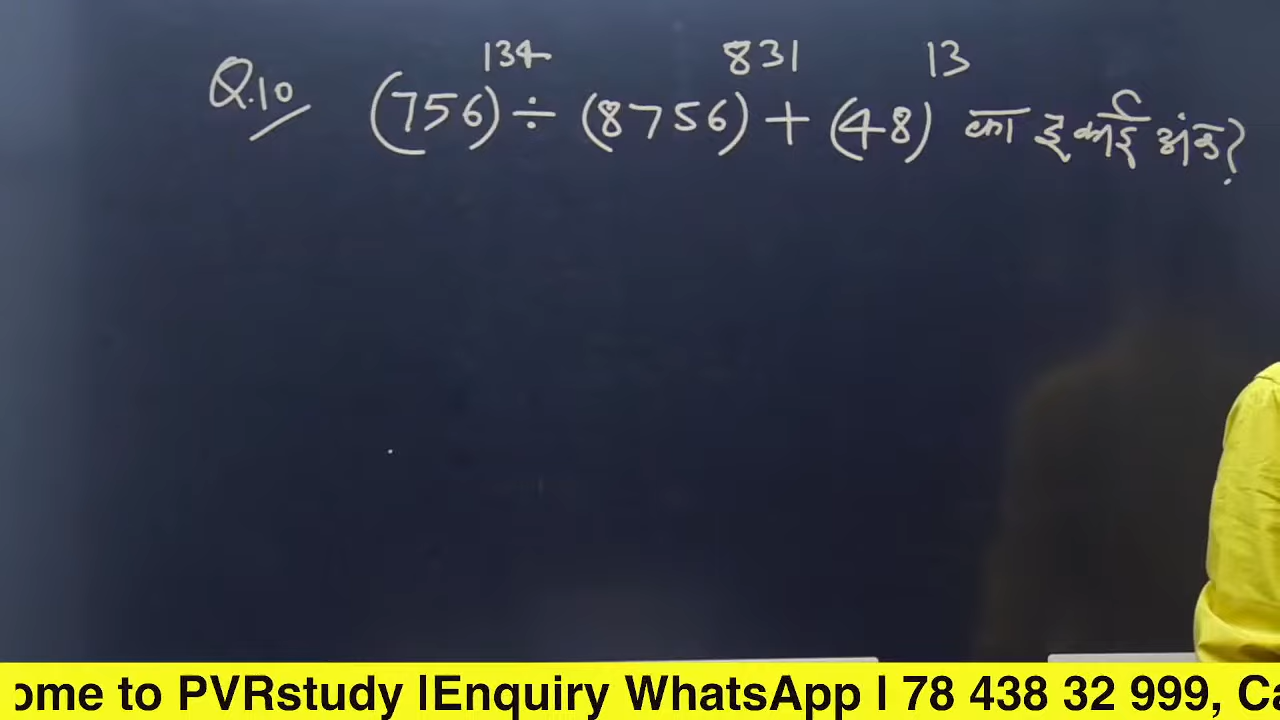 Q.10 (756)¹³⁴ ÷ (8756)⁸³¹ + (48)¹³ का इकाई अंक?
ome to PVRstudy |Enquiry WhatsApp | 78 438 32 999, Ca